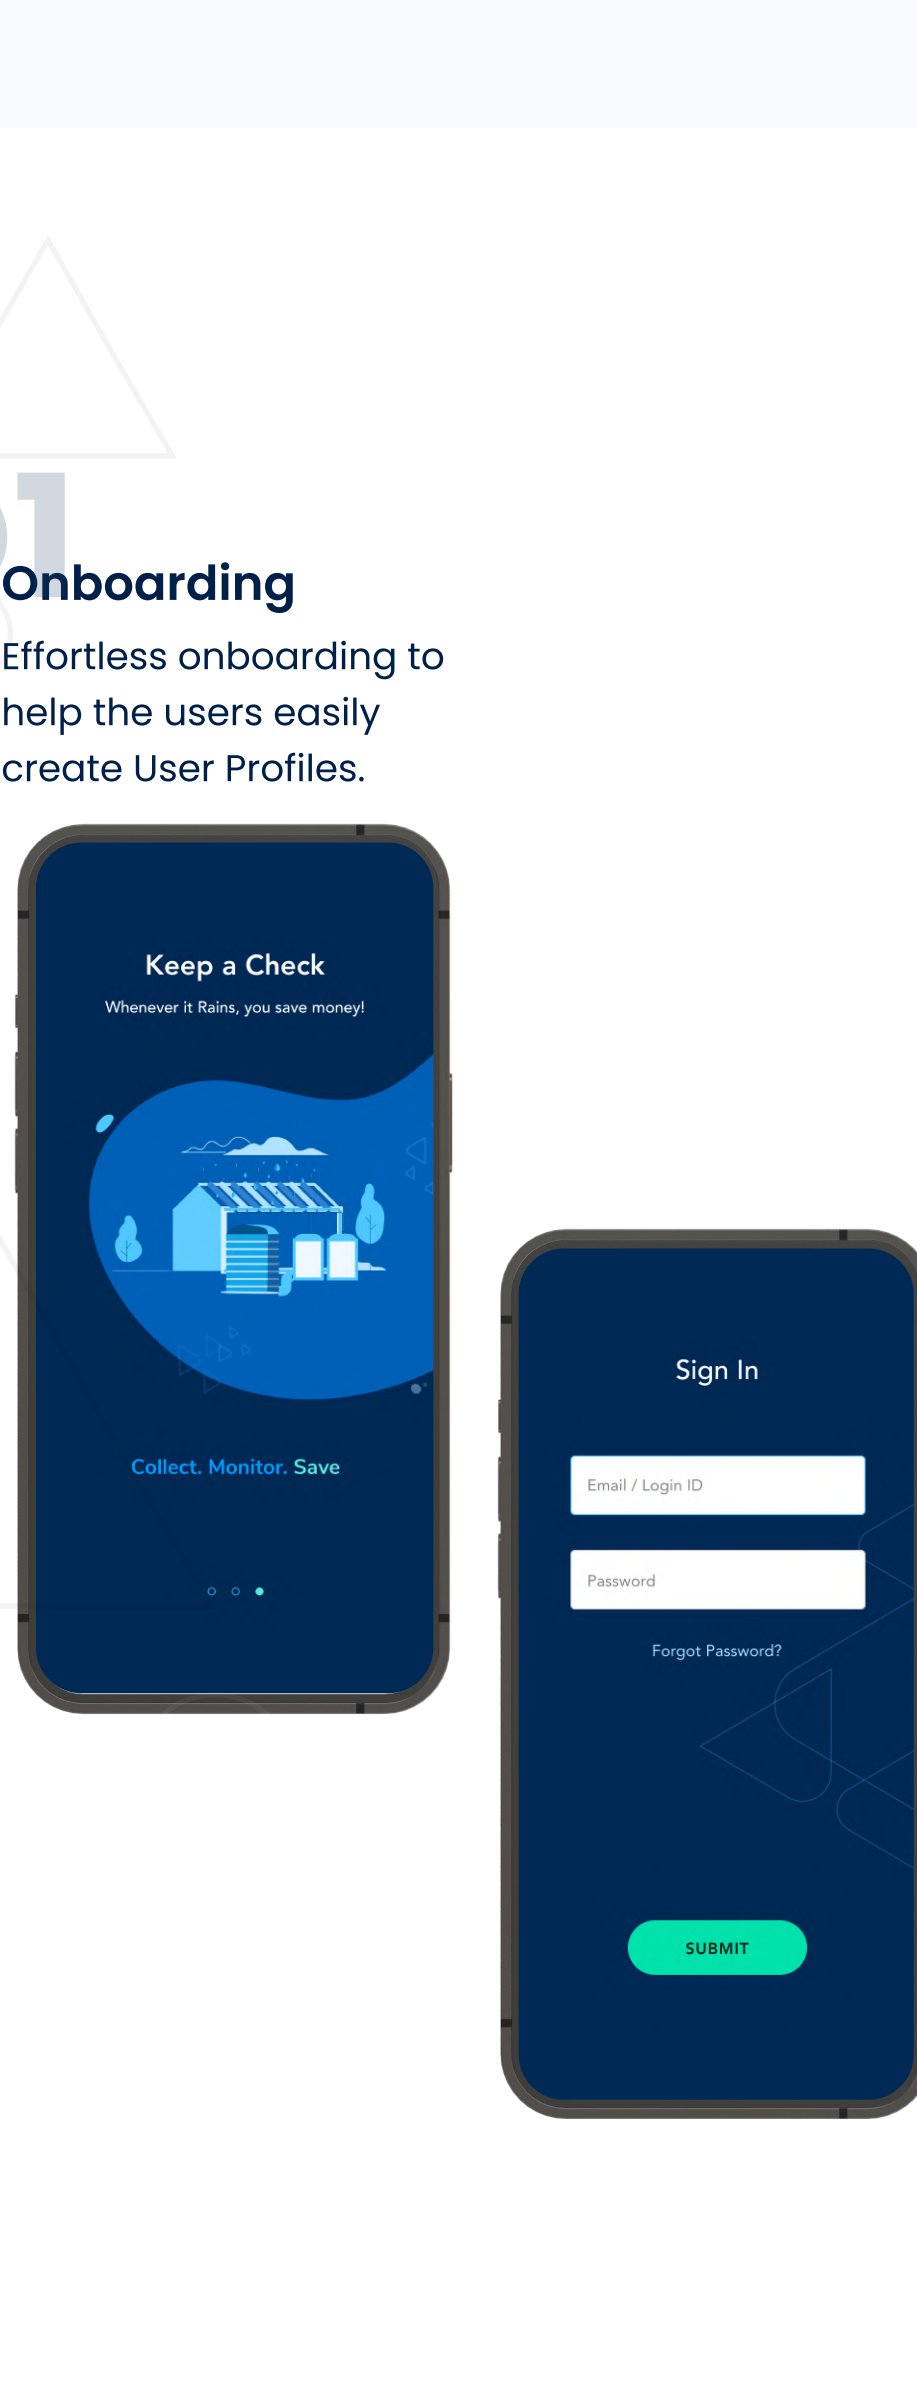 01
Onboarding
Effortless onboarding to
help the users easily
create User Profiles.
Keep a Check
Whenever it Rains, you save money!
Collect. Monitor. Save
Sign In
Email / Login ID
Password
Forgot Password?
SUBMIT